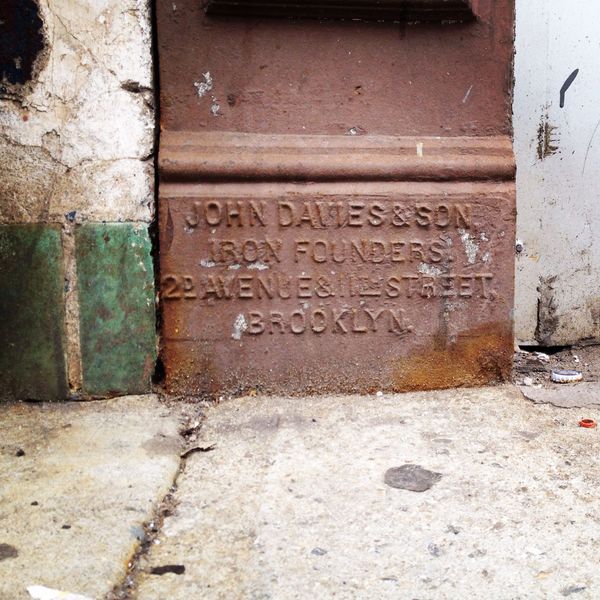 JOHN DAVIES & SON
IRON FOUNDERS.
2D AVENUE & 11TH STREET,
BROOKLYN.